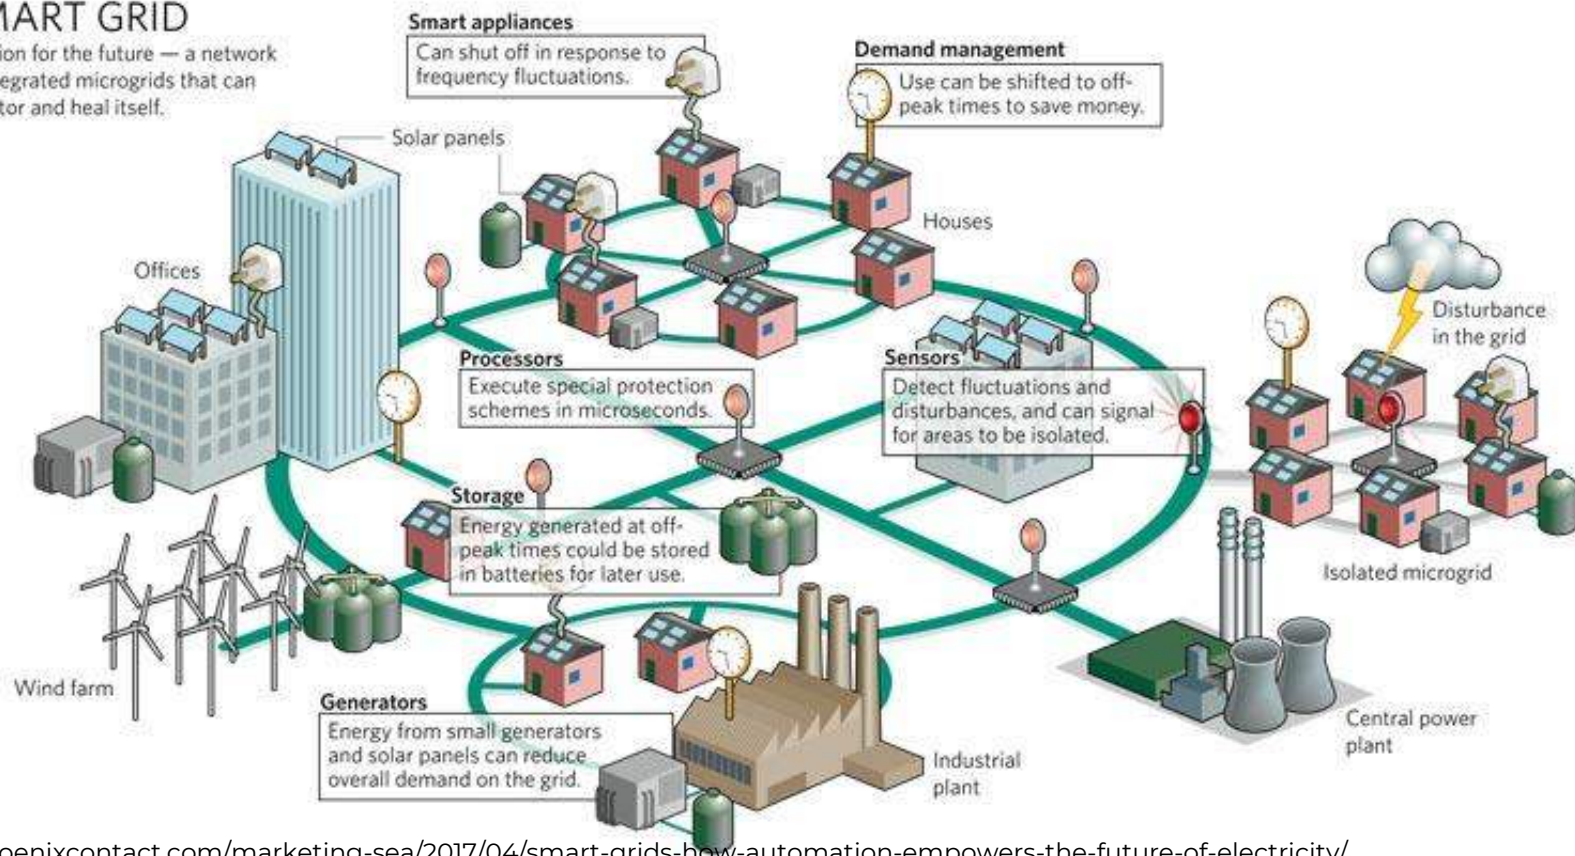 MART GRID
ion for the future — a network
egrated microgrids that can
tor and heal itself.
Smart appliances
Can shut off in response to
frequency fluctuations.
Demand management
Use can be shifted to off-
peak times to save money.
Solar panels
Houses
Offices
Disturbance
in the grid
Processors
Execute special protection
schemes in microseconds.
Sensors
Detect fluctuations and
disturbances, and can signal
for areas to be isolated.
Storage
Energy generated at off-
peak times could be stored
in batteries for later use.
Isolated microgrid
Wind farm
Generators
Energy from small generators
and solar panels can reduce
overall demand on the grid.
Industrial
plant
Central power
plant
oenixcontact.com/marketing-sea/2017/04/smart-grids-how-automation-empowers-the-future-of-electricity/